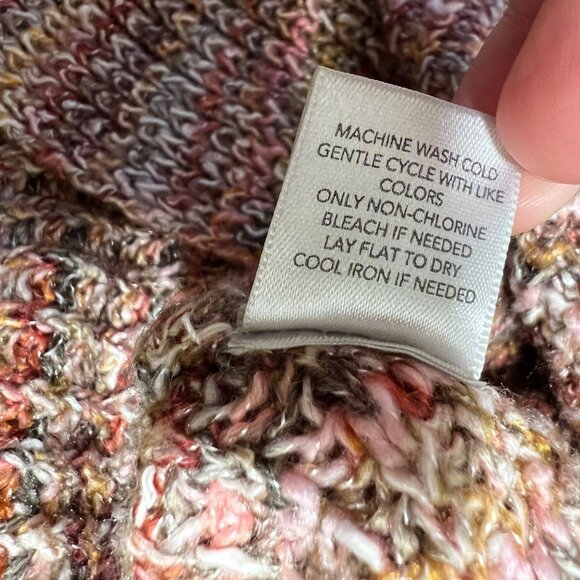 MACHINE WASH COLD
GENTLE CYCLE WITH LIKE
COLORS
ONLY NON-CHLORINE
BLEACH IF NEEDED
LAY FLAT TO DRY
COOL IRON IF NEEDED